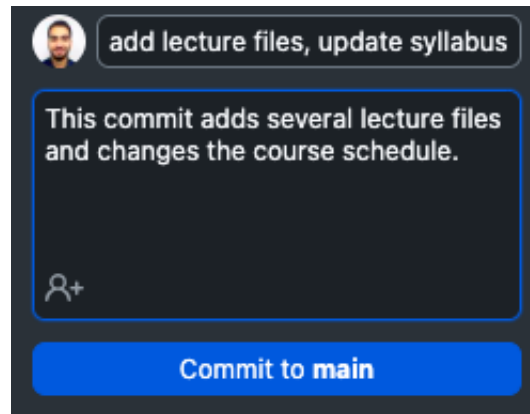 add lecture files, update syllabus
This commit adds several lecture files
and changes the course schedule.
Commit to main